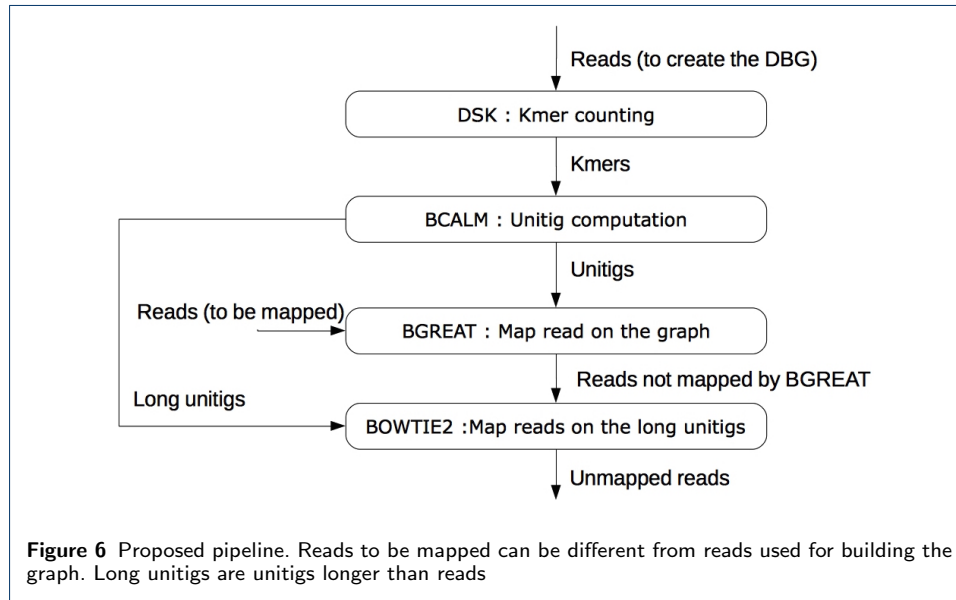 Reads (to create the DBG)
DSK : Kmer counting
Kmers
BCALM : Unitig computation
Unitigs
Reads (to be mapped)
BGREAT : Map read on the graph
Reads not mapped by BGREAT
Long unitigs
BOWTIE2 :Map reads on the long unitigs
Unmapped reads
Figure 6 Proposed pipeline. Reads to be mapped can be different from reads used for building the
graph. Long unitigs are unitigs longer than reads